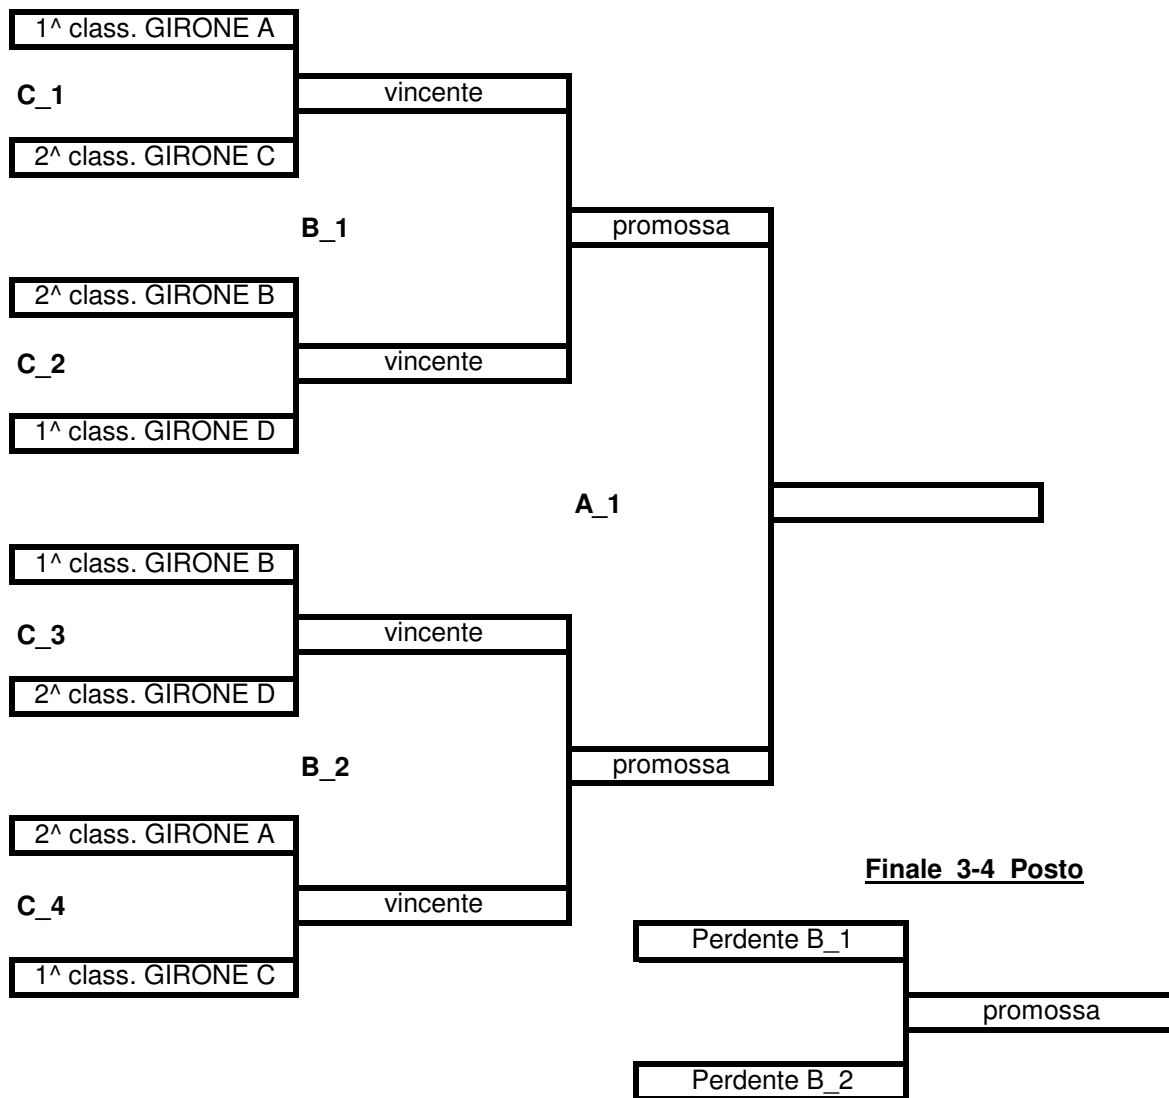 1^ class. GIRONE A
C_1
vincente
2^ class. GIRONE C
B_1
promossa
2^ class. GIRONE B
C_2
vincente
1^ class. GIRONE D
A_1
1^ class. GIRONE B
C_3
vincente
2^ class. GIRONE D
B_2
promossa
2^ class. GIRONE A
Finale 3-4 Posto
C_4
vincente
Perdente B_1
1^ class. GIRONE C
promossa
Perdente B_2